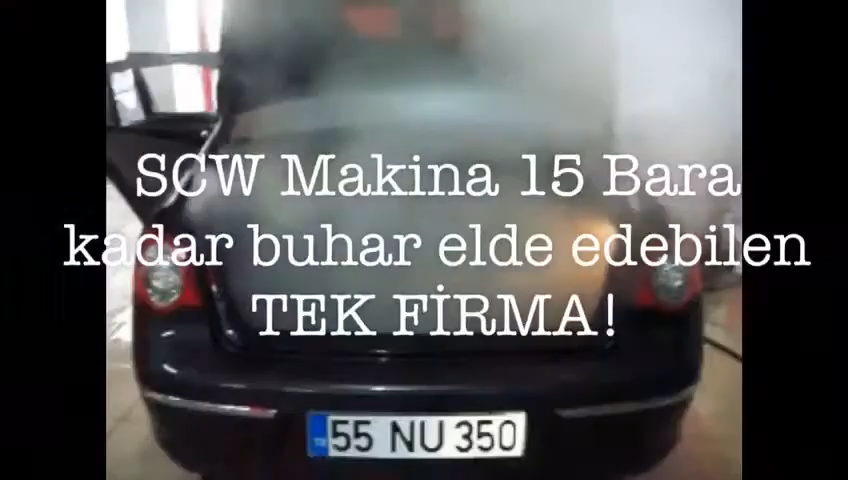 SCW Makina 15 Bara
kadar buhar elde edebilen
TEK FİRMA!
55 NU 350